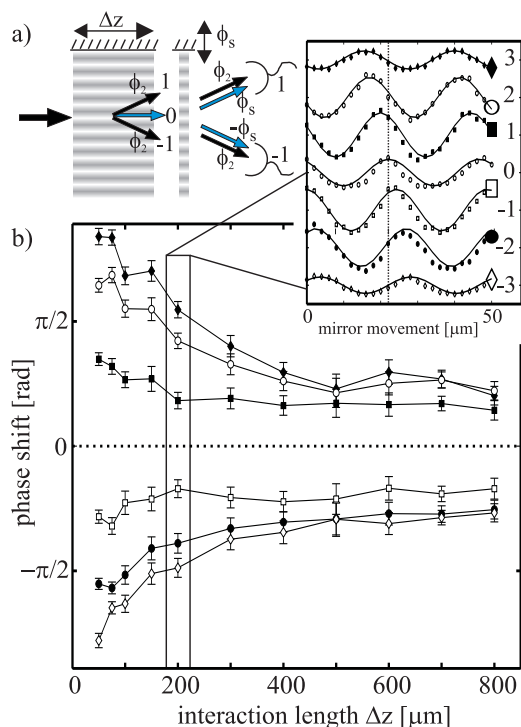 a)
Δz
ϕs
ϕ2
1
0
ϕ2
-1
ϕ2
ϕs
1
-ϕs
ϕ2
-1
3
2
1
0
-1
-2
-3
0
50
mirror movement [µm]
b)
π/2
0
−π/2
phase shift [rad]
0
200
400
600
800
interaction length Δz [µm]